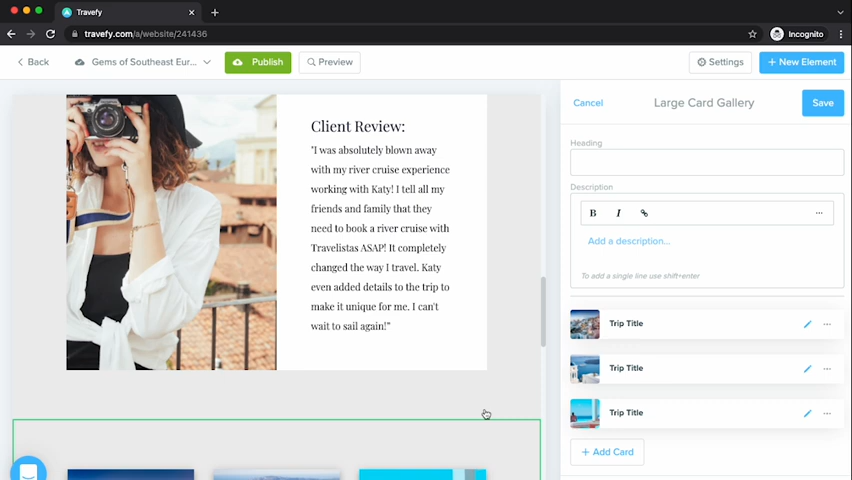 Travefy
travefy.com/a/website/241436
Incognito
Back
Gems of Southeast Eur...
Publish
Preview
Settings
+ New Element
Client Review:
"I was absolutely blown away
with my river cruise experience
working with Katy! I tell all my
friends and family that they
need to book a river cruise with
Travelistas ASAP! It completely
changed the way I travel. Katy
even added details to the trip to
make it unique for me. I can't
wait to sail again!"
Cancel
Large Card Gallery
Save
Heading
Description
B I
Add a description...
To add a single line use shift+enter
Trip Title
Trip Title
Trip Title
+ Add Card